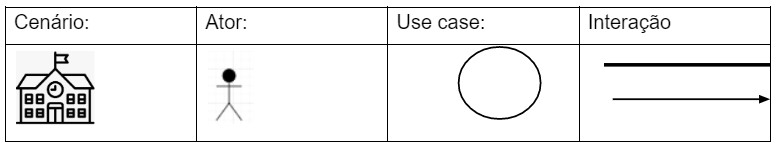 Cenário:
Ator:
Use case:
Interação